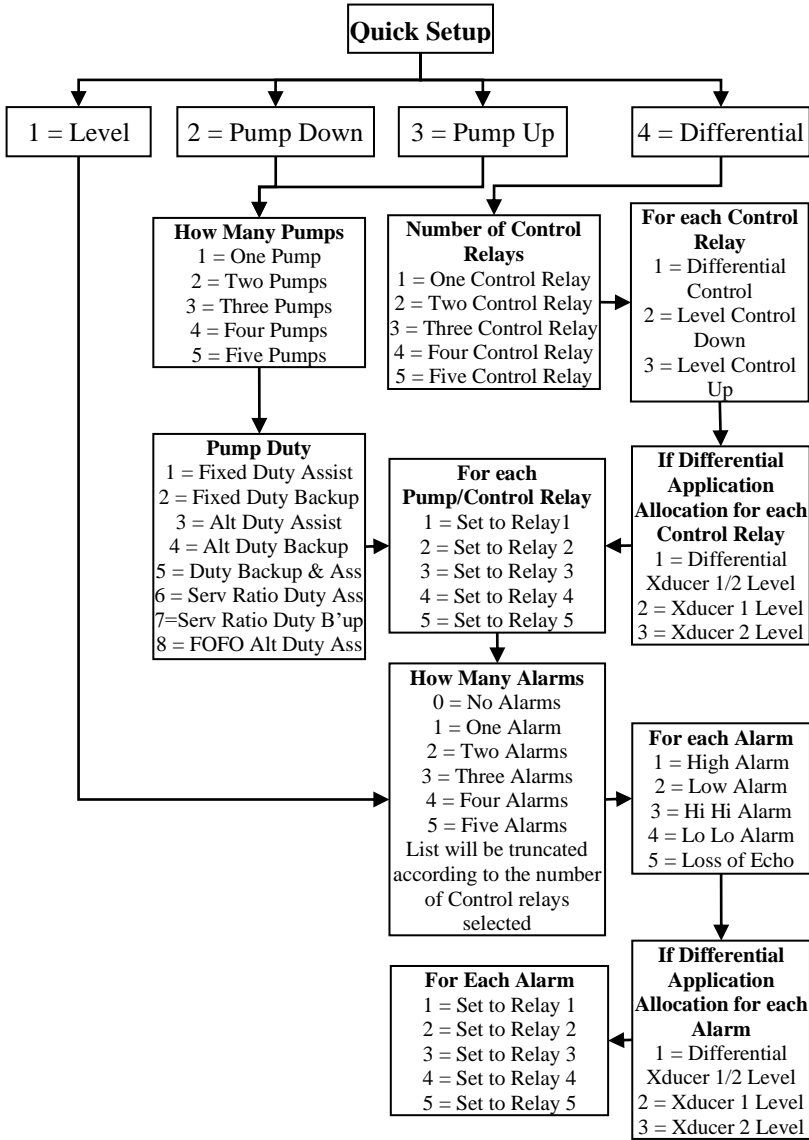 Quick Setup
1 = Level
2 = Pump Down
3 = Pump Up
4 = Differential
How Many Pumps
1 = One Pump
2 = Two Pumps
3 = Three Pumps
4 = Four Pumps
5 = Five Pumps
Number of Control
Relays
1 = One Control Relay
2 = Two Control Relay
3 = Three Control Relay
4 = Four Control Relay
5 = Five Control Relay
For each Control
Relay
1 = Differential
Control
2 = Level Control
Down
3 = Level Control
Up
Pump Duty
1 = Fixed Duty Assist
2 = Fixed Duty Backup
3 = Alt Duty Assist
4 = Alt Duty Backup
5 = Duty Backup & Ass
6 = Serv Ratio Duty Ass
7=Serv Ratio Duty B'up
8 = FOFO Alt Duty Ass
For each
Pump/Control Relay
1 = Set to Relay1
2 = Set to Relay 2
3 = Set to Relay 3
4 = Set to Relay 4
5 = Set to Relay 5
If Differential
Application
Allocation for each
Control Relay
1 = Differential
Xducer 1/2 Level
2 = Xducer 1 Level
3 = Xducer 2 Level
How Many Alarms
0 = No Alarms
1 = One Alarm
2 = Two Alarms
3 = Three Alarms
4 = Four Alarms
5 = Five Alarms
List will be truncated
according to the number
of Control relays
selected
For each Alarm
1 = High Alarm
2 = Low Alarm
3 = Hi Hi Alarm
4 = Lo Lo Alarm
5 = Loss of Echo
If Differential
Application
Allocation for each
Alarm
1 = Differential
Xducer 1/2 Level
2 = Xducer 1 Level
3 = Xducer 2 Level
For Each Alarm
1 = Set to Relay 1
2 = Set to Relay 2
3 = Set to Relay 3
4 = Set to Relay 4
5 = Set to Relay 5